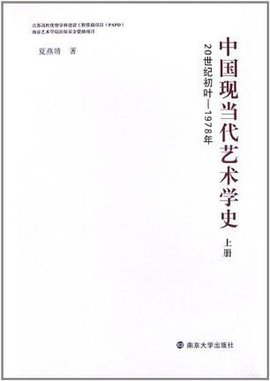 江苏高校优势学科建设工程资助项目（PAPD）
南京艺术学院出版基金资助项目
夏燕靖 著
中国现当代艺术学史
上册
20世纪初叶—1978年
南京大学出版社